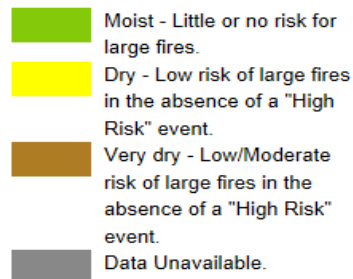 Moist - Little or no risk for
large fires.
Dry - Low risk of large fires
in the absence of a "High
Risk" event.
Very dry - Low/Moderate
risk of large fires in the
absence of a "High Risk"
event.
Data Unavailable.